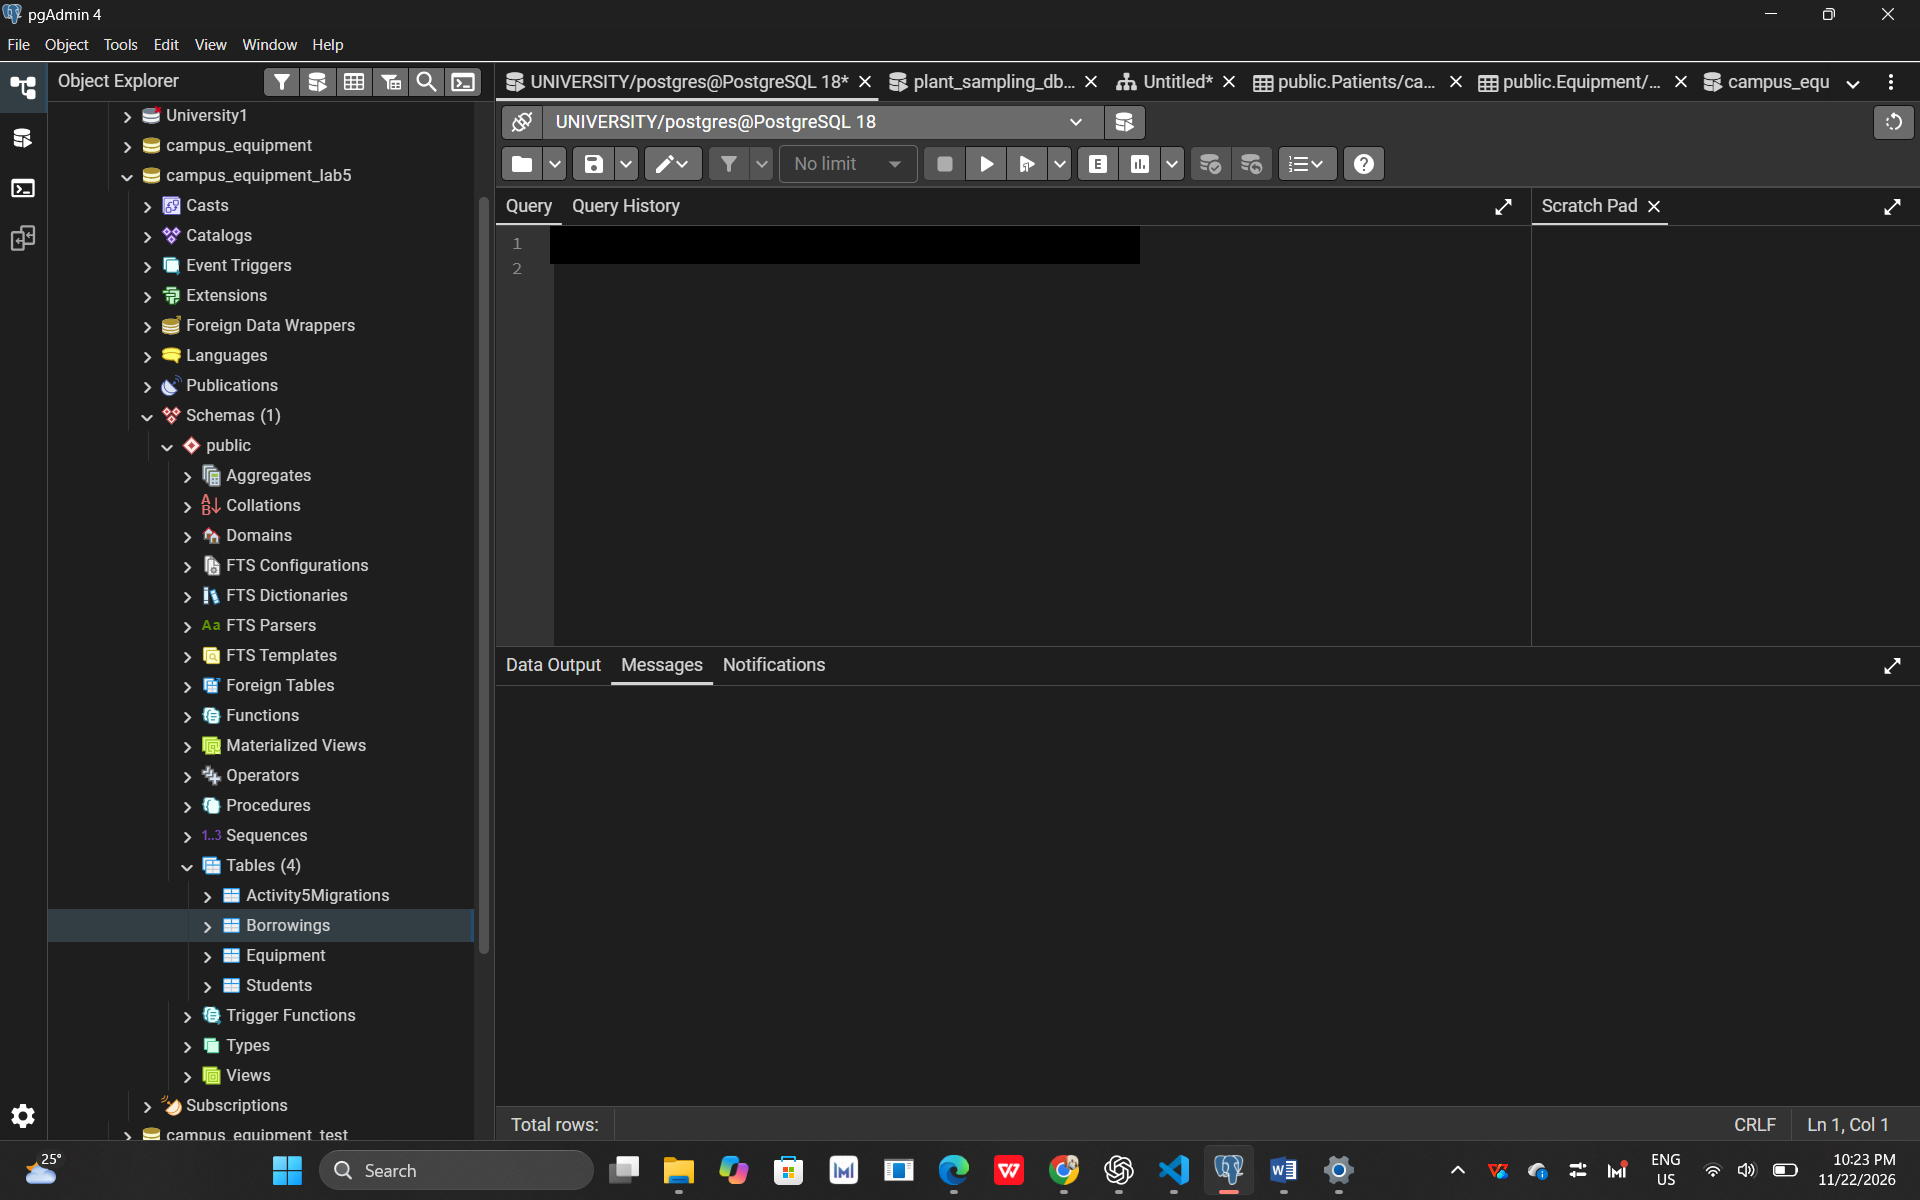 pgAdmin 4
File Object Tools Edit View Window Help
Object Explorer
UNIVERSITY/postgres@PostgreSQL 18*
plant_sampling_db...
Untitled*
public.Patients/ca...
public.Equipment/...
campus_equ
UNIVERSITY/postgres@PostgreSQL 18
No limit
E
Query Query History
Scratch Pad
1
2
University1
campus_equipment
campus_equipment_lab5
Casts
Catalogs
Event Triggers
Extensions
Foreign Data Wrappers
Languages
Publications
Schemas (1)
public
Aggregates
Collations
Domains
FTS Configurations
FTS Dictionaries
Aa FTS Parsers
FTS Templates
Foreign Tables
Functions
Materialized Views
Operators
Procedures
1..3 Sequences
Tables (4)
Activity5Migrations
Borrowings
Equipment
Students
Trigger Functions
Types
Views
Subscriptions
campus_equipment_test
Data Output Messages Notifications
Total rows:
CRLF
Ln 1, Col 1
25°
Search
ENG
US
10:23 PM
11/22/2026